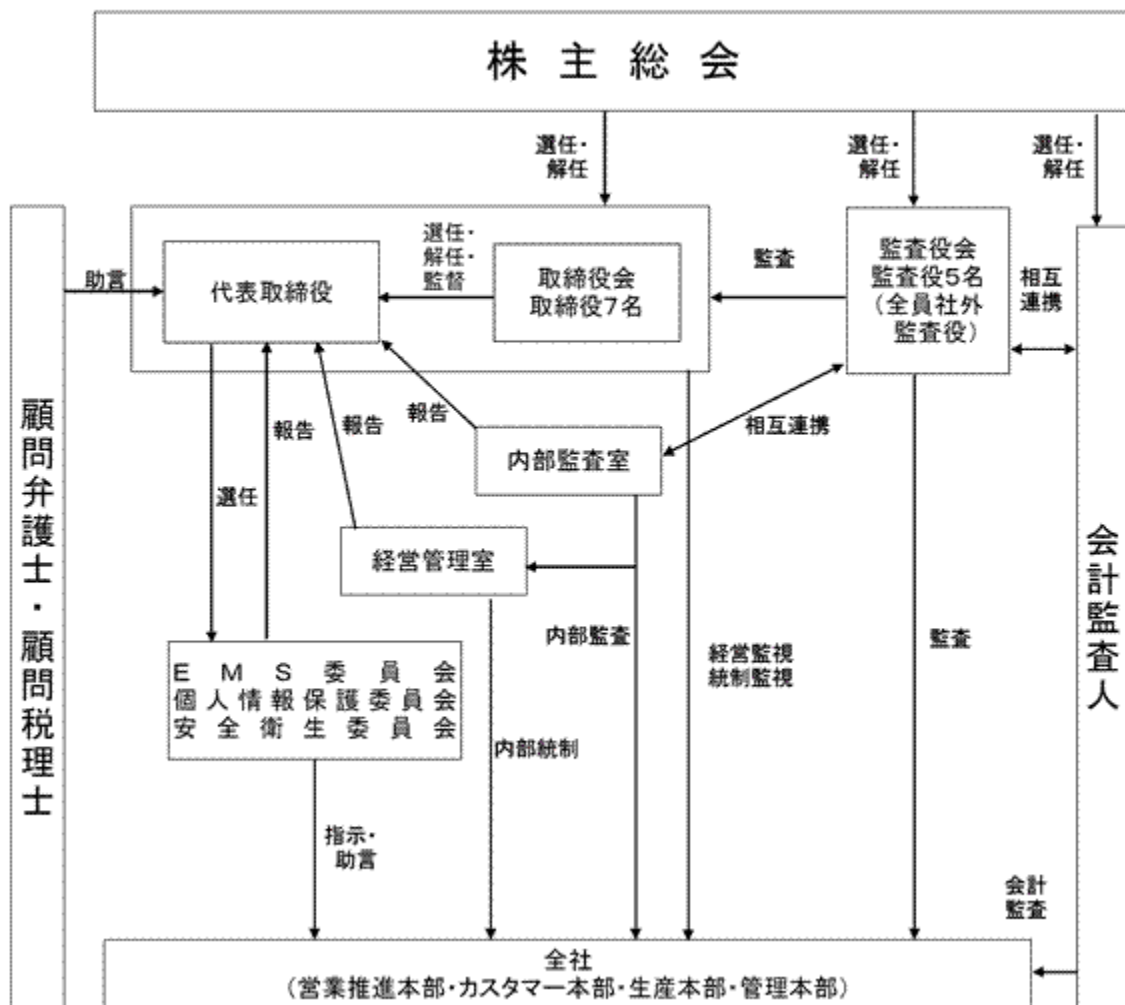 株主総会
選任・
解任
選任・
解任
選任・
解任
助言
代表取締役
選任・
解任・
監督
取締役会
取締役7名
監査
監査役会
監査役5名
(全員社外
監査役)
相互
連携
顧問弁護士・顧問税理士
報告
報告
報告
選任
内部監査室
相互連携
経営管理室
会計監査人
内部監査
経営監視
統制監視
監査
EMS委員会
個人情報保護委員会
安全衛生委員会
内部統制
指示・
助言
会計
監査
全社
(営業推進本部・カスタマー本部・生産本部・管理本部)